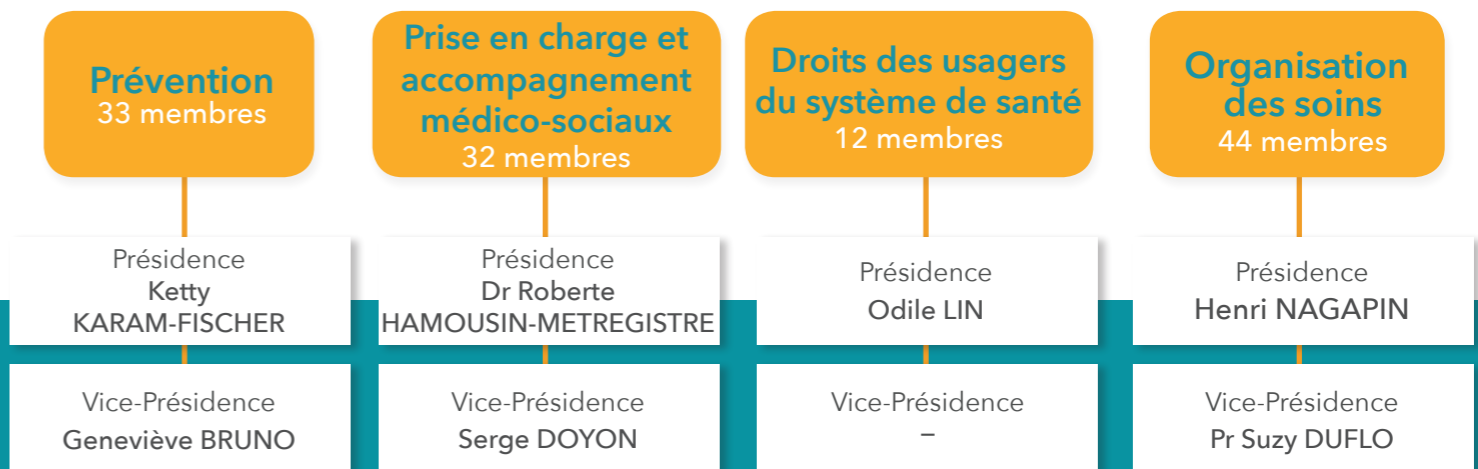 Prévention
33 membres
Présidence
Ketty
KARAM-FISCHER
Vice-Présidence
Geneviève BRUNO
Prise en charge et
accompagnement
médico-sociaux
32 membres
Présidence
Dr Roberte
HAMOUSIN-METREGISTRE
Vice-Présidence
Serge DOYON
Droits des usagers
du système de santé
12 membres
Présidence
Odile LIN
Vice-Présidence
–
Organisation
des soins
44 membres
Présidence
Henri NAGAPIN
Vice-Présidence
Pr Suzy DUFLO